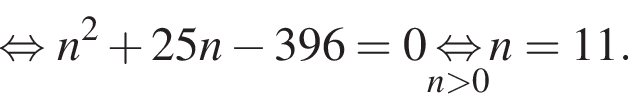 ⇔ n² + 25n − 396 = 0 ⇔ n = 11.
n>0